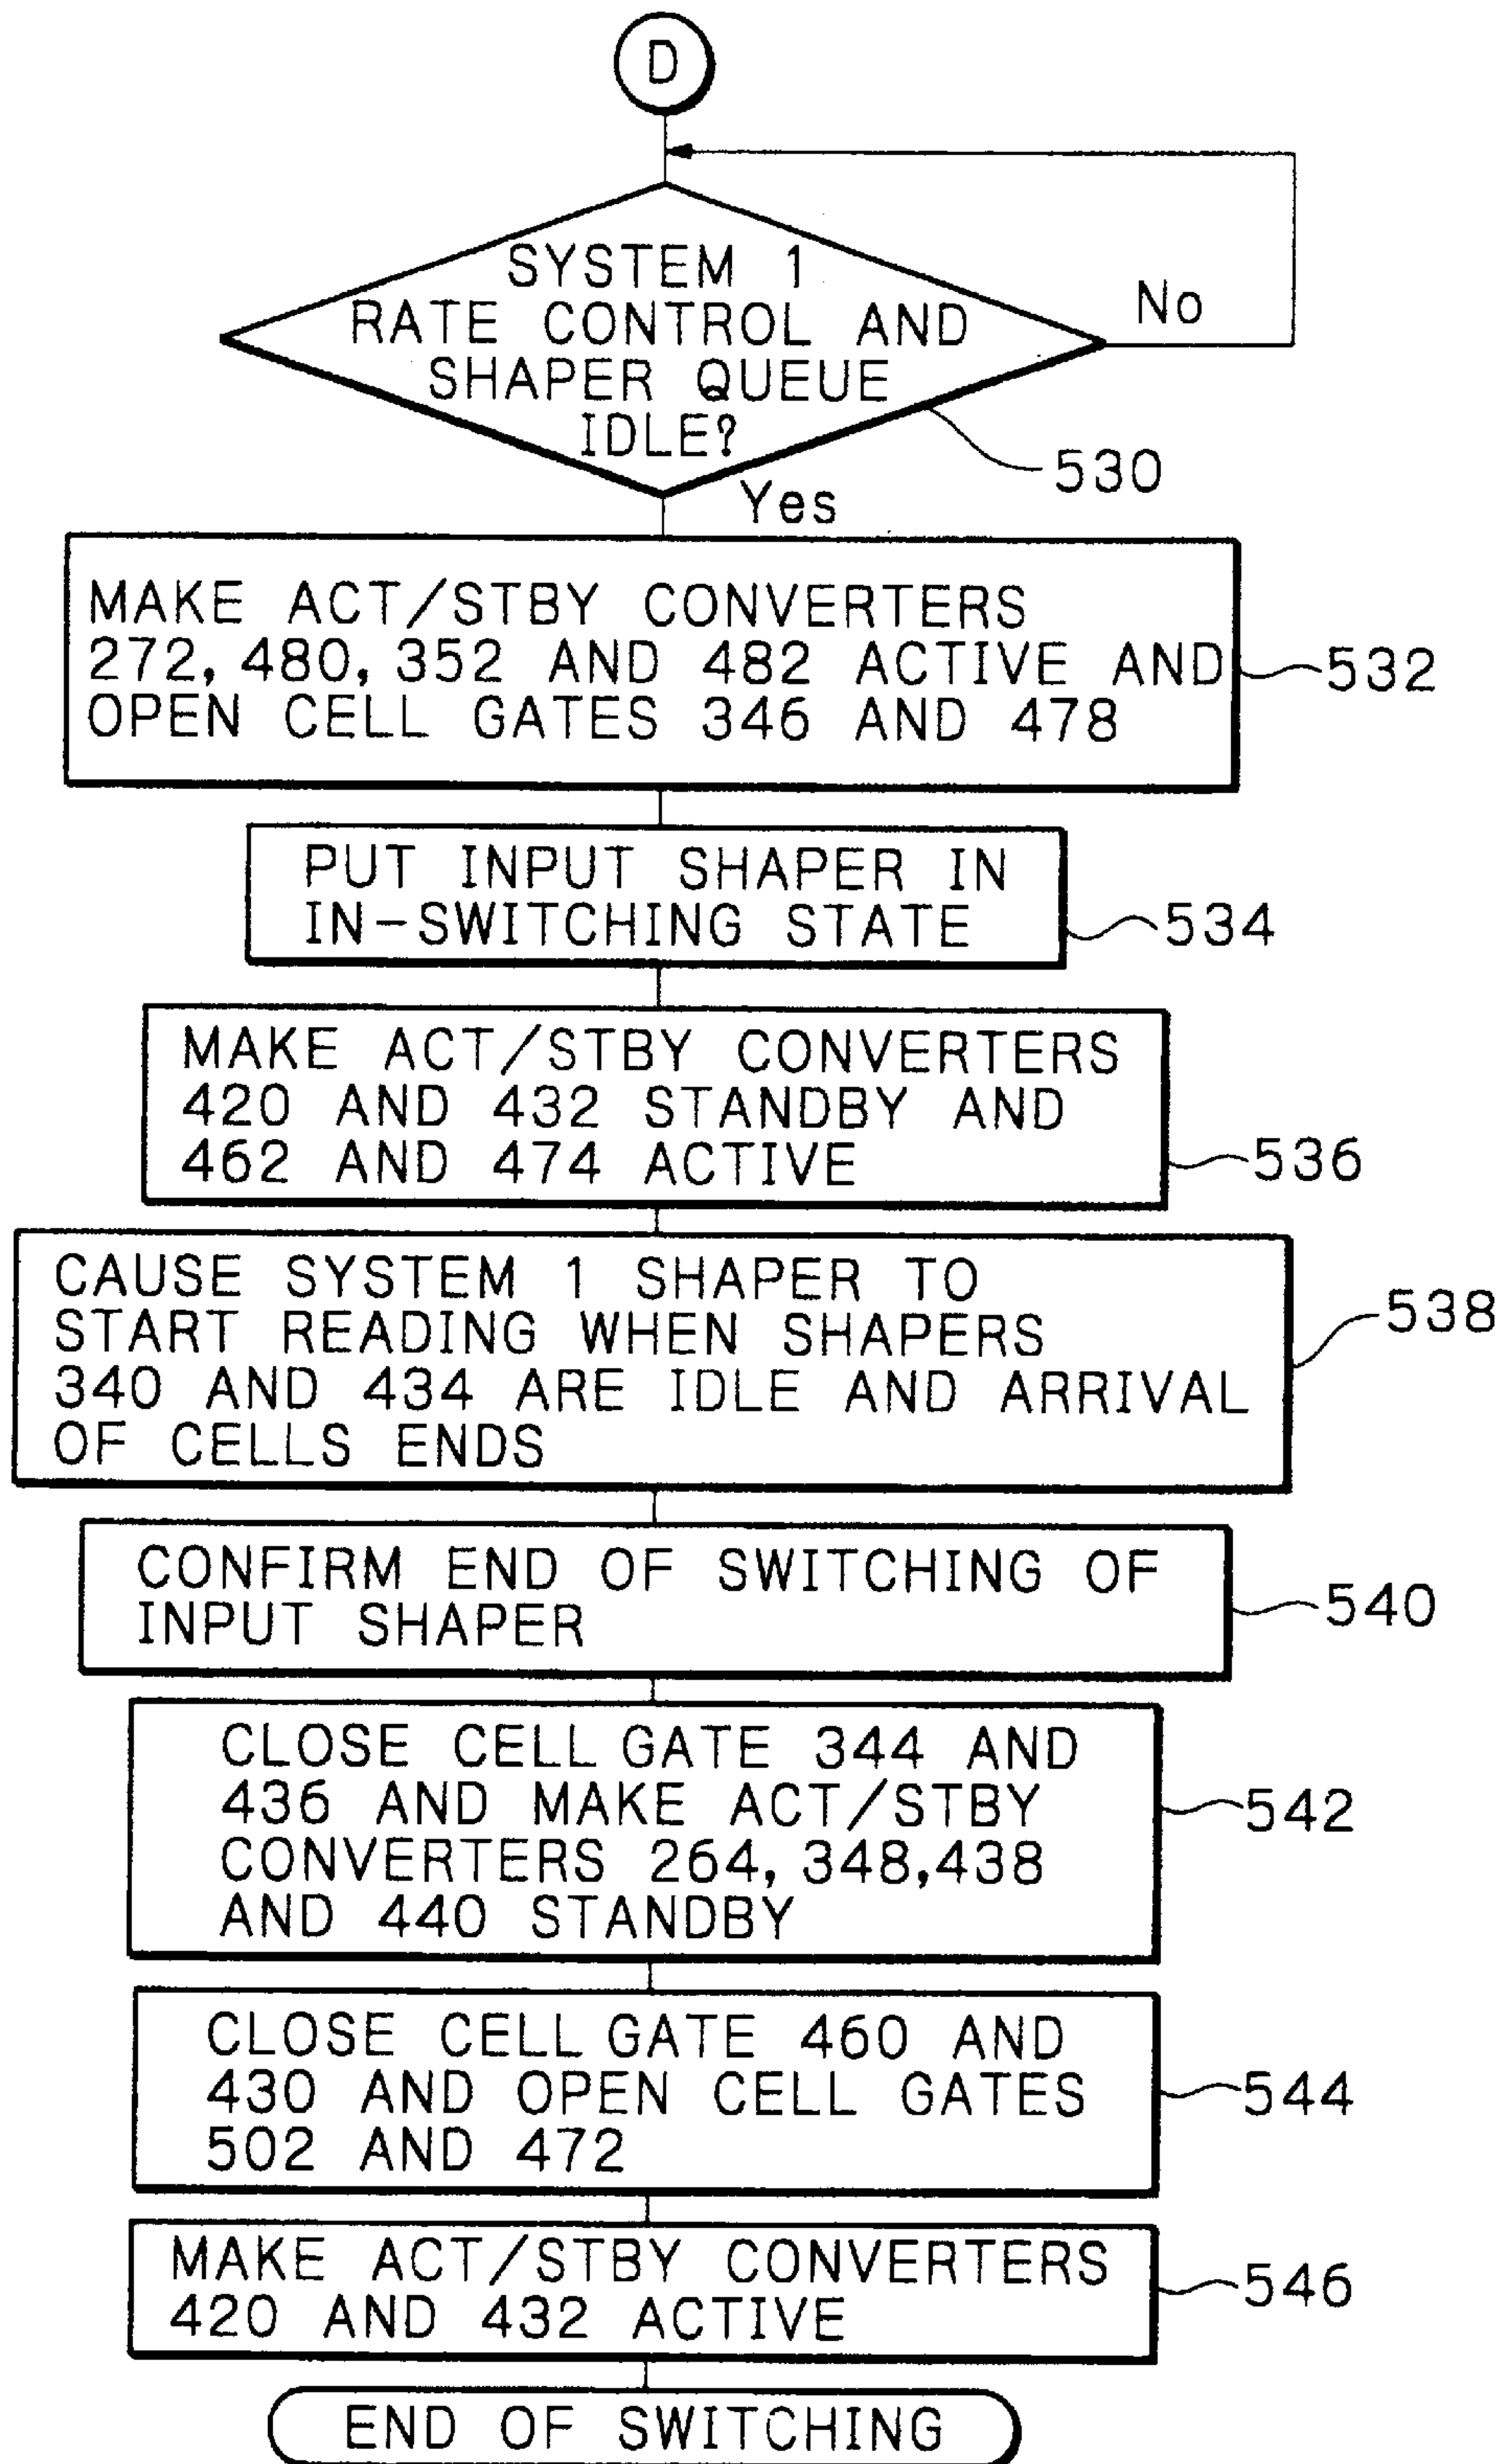 D
SYSTEM 1
RATE CONTROL AND
SHAPER QUEUE
IDLE?
No
530
Yes
MAKE ACT/STBY CONVERTERS
272, 480, 352 AND 482 ACTIVE AND
OPEN CELL GATES 346 AND 478
532
PUT INPUT SHAPER IN
IN-SWITCHING STATE
534
MAKE ACT/STBY CONVERTERS
420 AND 432 STANDBY AND
462 AND 474 ACTIVE
536
CAUSE SYSTEM 1 SHAPER TO
START READING WHEN SHAPERS
340 AND 434 ARE IDLE AND ARRIVAL
OF CELLS ENDS
538
CONFIRM END OF SWITCHING OF
INPUT SHAPER
540
CLOSE CELL GATE 344 AND
436 AND MAKE ACT/STBY
CONVERTERS 264, 348,438
AND 440 STANDBY
542
CLOSE CELL GATE 460 AND
430 AND OPEN CELL GATES
502 AND 472
544
MAKE ACT/STBY CONVERTERS
420 AND 432 ACTIVE
546
END OF SWITCHING